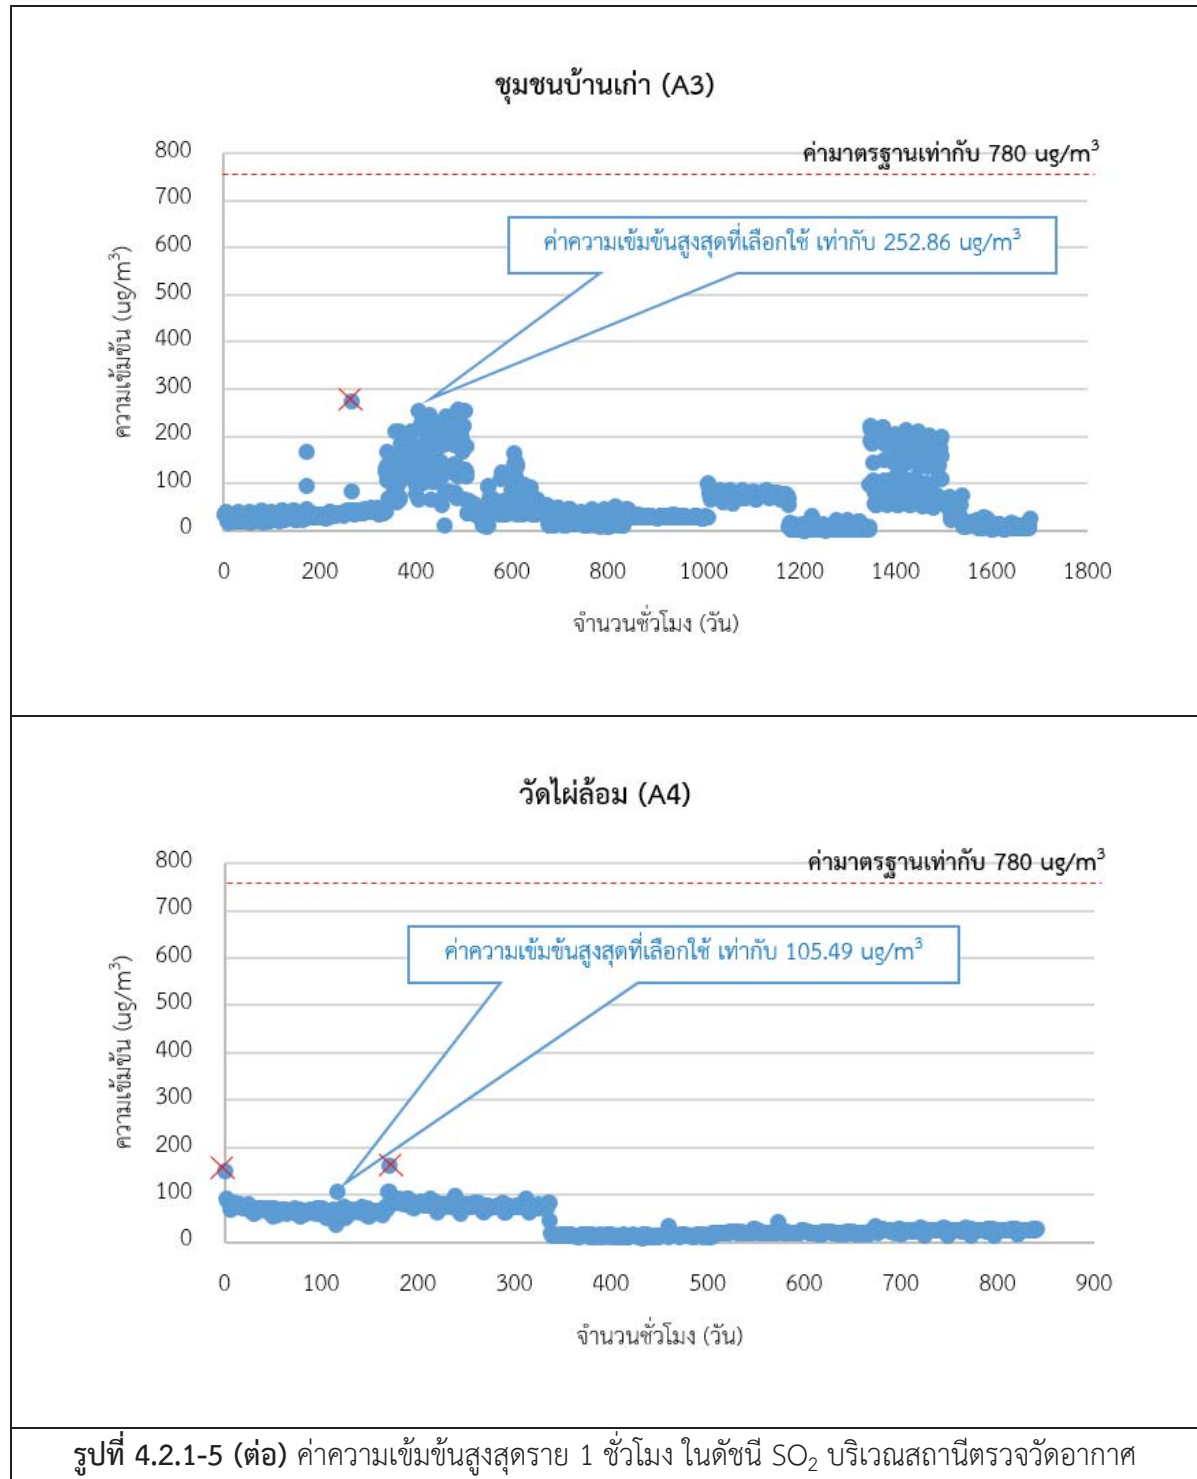 ชุมชนบ้านเก่า (A3)
ค่ามาตรฐานเท่ากับ 780 ug/m³
ค่าความเข้มข้นสูงสุดที่เลือกใช้ เท่ากับ 252.86 ug/m³
ความเข้มข้น (ug/m³)
800
700
600
500
400
300
200
100
0
0 200 400 600 800 1000 1200 1400 1600 1800
จำนวนชั่วโมง (วัน)
วัดไผ่ล้อม (A4)
ค่ามาตรฐานเท่ากับ 780 ug/m³
ค่าความเข้มข้นสูงสุดที่เลือกใช้ เท่ากับ 105.49 ug/m³
ความเข้มข้น (ug/m³)
800
700
600
500
400
300
200
100
0
0 100 200 300 400 500 600 700 800 900
จำนวนชั่วโมง (วัน)
รูปที่ 4.2.1-5 (ต่อ) ค่าความเข้มข้นสูงสุดราย 1 ชั่วโมง ในดัชนี SO₂ บริเวณสถานีตรวจวัดอากาศ